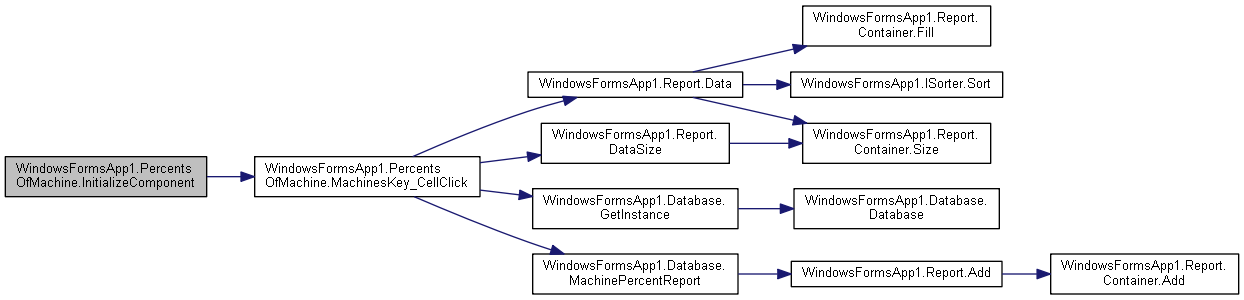 WindowsFormsApp1.Percents
OfMachine.InitializeComponent
WindowsFormsApp1.Percents
OfMachine.MachinesKey_CellClick
WindowsFormsApp1.Report.Data
WindowsFormsApp1.Report.
Container.Fill
WindowsFormsApp1.ISorter.Sort
WindowsFormsApp1.Report.
Container.Size
WindowsFormsApp1.Report.
DataSize
WindowsFormsApp1.Database.
GetInstance
WindowsFormsApp1.Database.
Database
WindowsFormsApp1.Database.
MachinePercentReport
WindowsFormsApp1.Report.Add
WindowsFormsApp1.Report.
Container.Add